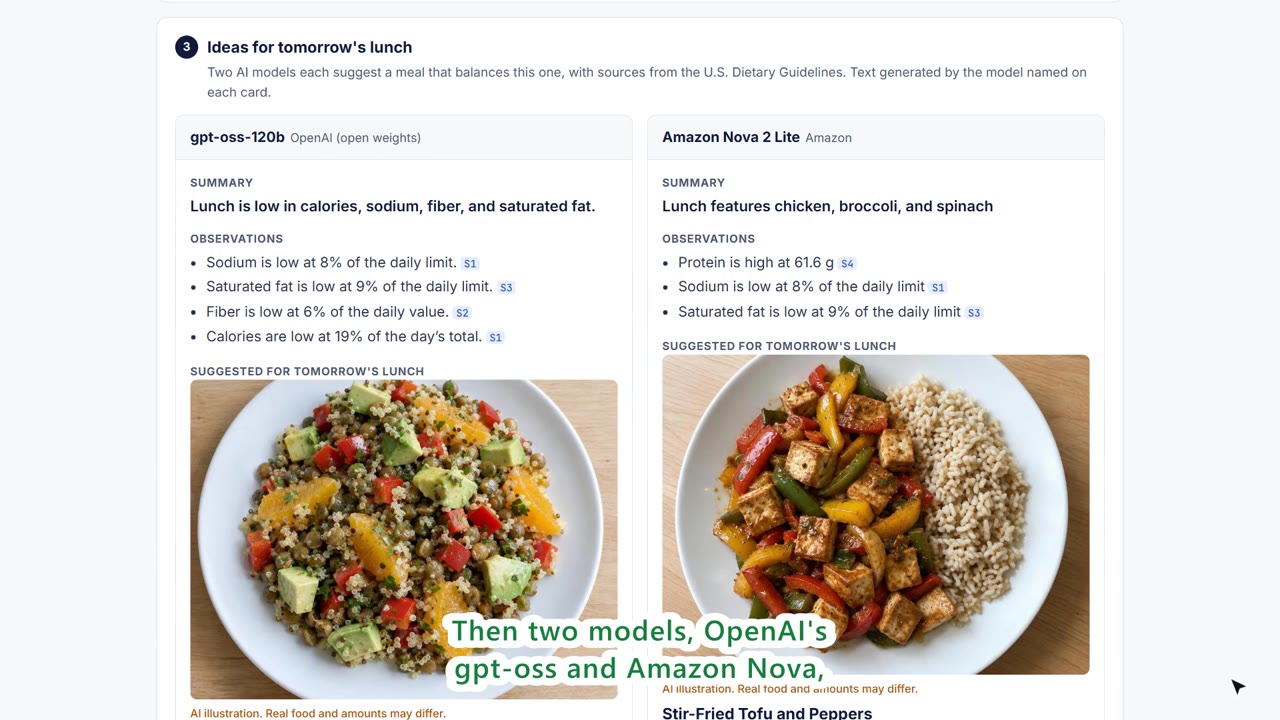 3 Ideas for tomorrow's lunch
Two AI models each suggest a meal that balances this one, with sources from the U.S. Dietary Guidelines. Text generated by the model named on
each card.
gpt-oss-120b OpenAI (open weights)
SUMMARY
Lunch is low in calories, sodium, fiber, and saturated fat.
OBSERVATIONS
• Sodium is low at 8% of the daily limit. S1
• Saturated fat is low at 9% of the daily limit. S3
• Fiber is low at 6% of the daily value. S2
• Calories are low at 19% of the day’s total. S1
SUGGESTED FOR TOMORROW'S LUNCH
AI illustration. Real food and amounts may differ.
Amazon Nova 2 Lite Amazon
SUMMARY
Lunch features chicken, broccoli, and spinach
OBSERVATIONS
• Protein is high at 61.6 g S4
• Sodium is low at 8% of the daily limit S1
• Saturated fat is low at 9% of the daily limit S3
SUGGESTED FOR TOMORROW'S LUNCH
AI illustration. Real food and amounts may differ.
Stir-Fried Tofu and Peppers
Then two models, OpenAI's
gpt-oss and Amazon Nova,